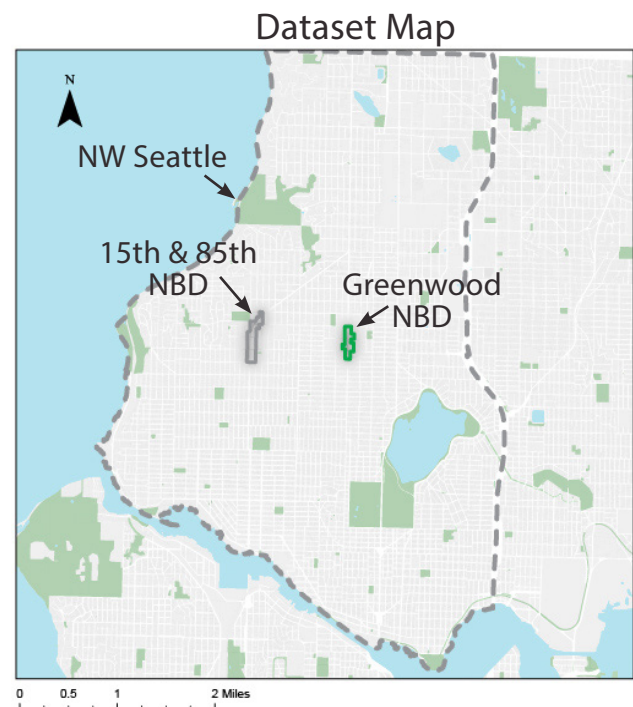 Dataset Map
N
NW Seattle
15th & 85th
NBD
Greenwood
NBD
0 0.5 1 2 Miles